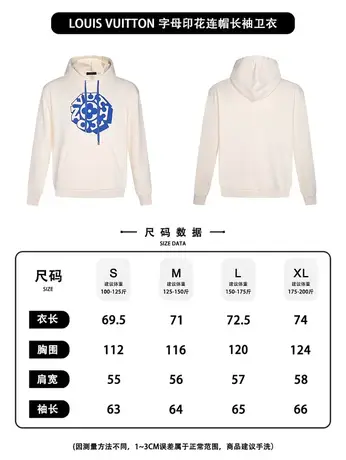 LOUIS VUITTON 字母印花连帽长袖卫衣
尺码数据
SIZE DATA
尺码 S M L XL
SIZE 建议体重 建议体重 建议体重 建议体重
100-125斤 125-150斤 150-175斤 175-200斤
衣长 69.5 71 72.5 74
胸围 112 116 120 124
肩宽 55 56 57 58
袖长 63 64 65 66
(因测量方法不同，1~3CM误差属于正常范围，商品建议手洗)